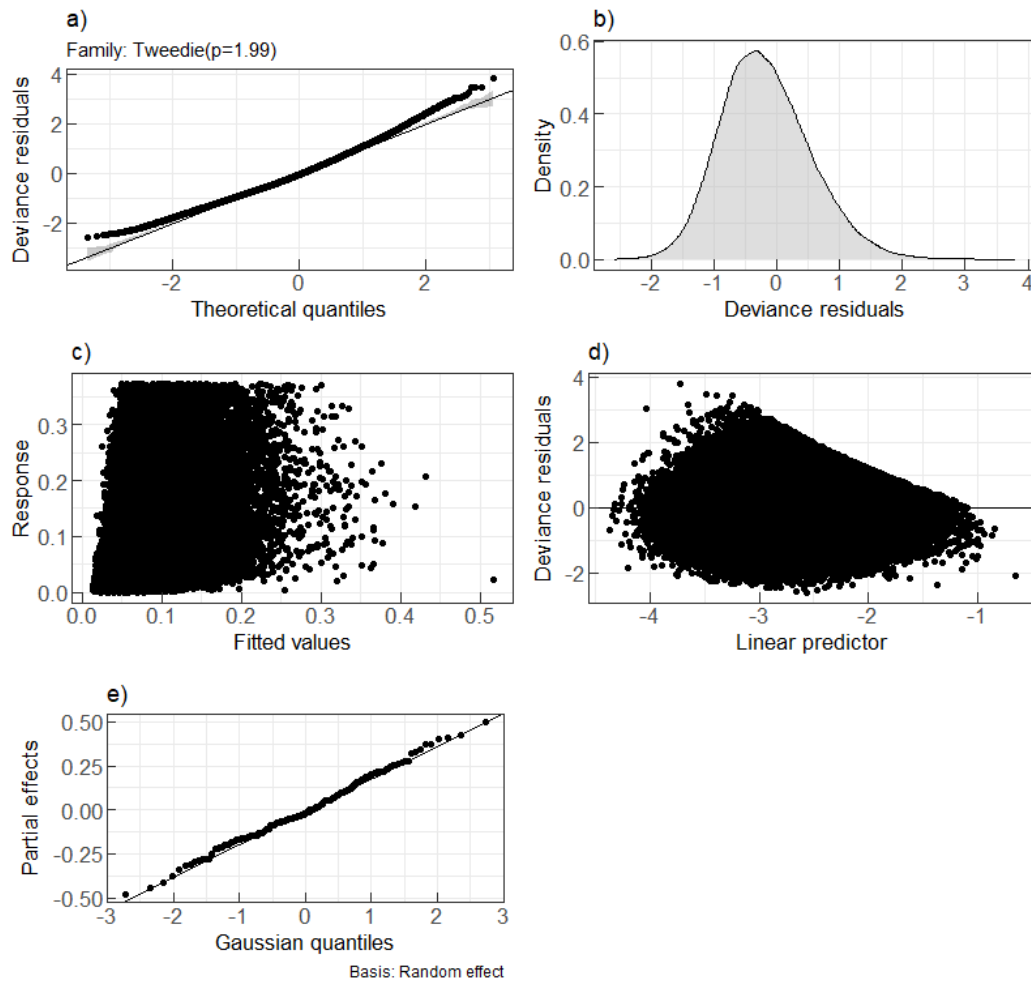 a)
Family: Tweedie(p=1.99)
Deviance residuals
4
2
0
-2
-2 0 2
Theoretical quantiles
b)
Density
0.6
0.4
0.2
0.0
-2 -1 0 1 2 3 4
Deviance residuals
c)
Response
0.3
0.2
0.1
0.0
0.0 0.1 0.2 0.3 0.4 0.5
Fitted values
d)
Deviance residuals
4
2
0
-2
-4 -3 -2 -1
Linear predictor
e)
Partial effects
0.50
0.25
0.00
-0.25
-0.50
-3 -2 -1 0 1 2 3
Gaussian quantiles
Basis: Random effect